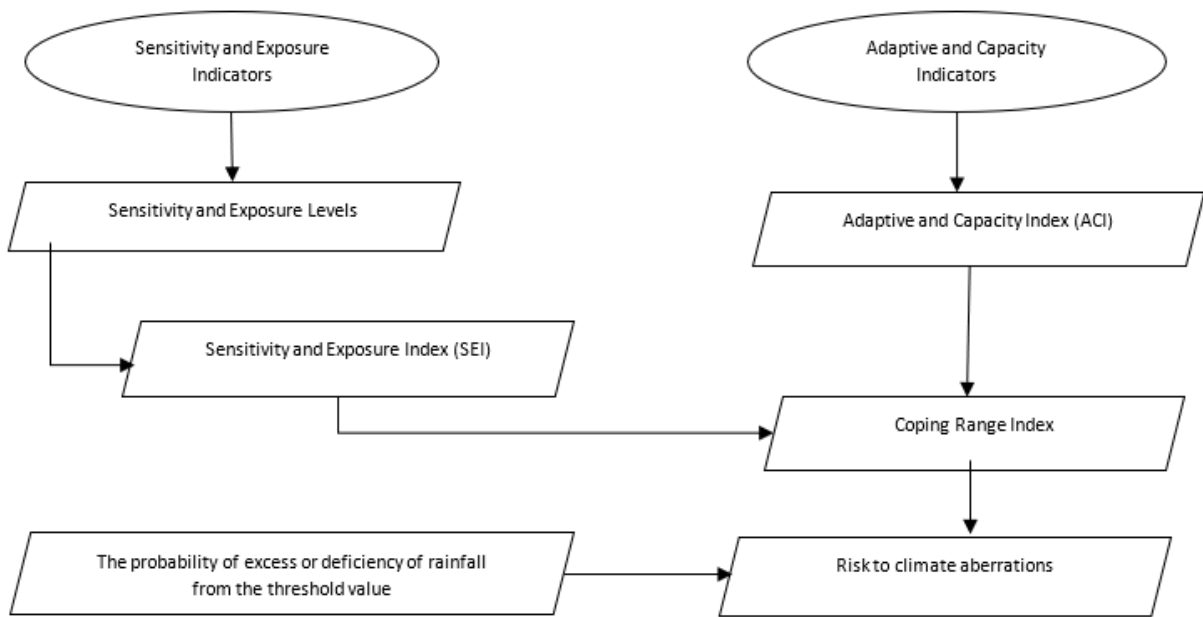 Sensitivity and Exposure
Indicators
Adaptive and Capacity
Indicators
Sensitivity and Exposure Levels
Adaptive and Capacity Index (ACI)
Sensitivity and Exposure Index (SEI)
Coping Range Index
The probability of excess or deficiency of rainfall
from the threshold value
Risk to climate aberrations